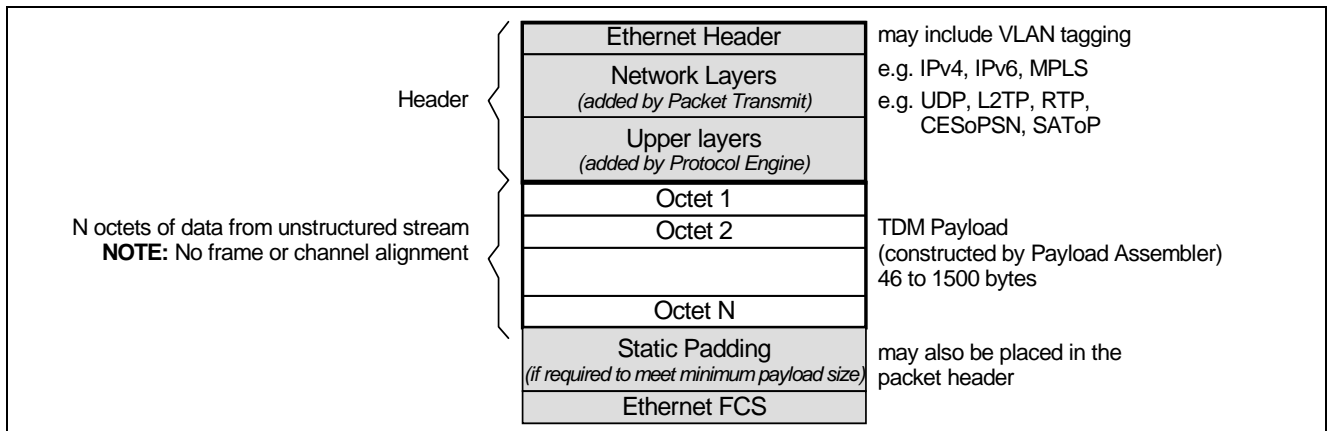 Ethernet Header
may include VLAN tagging
Network Layers
(added by Packet Transmit)
e.g. IPv4, IPv6, MPLS
Header
e.g. UDP, L2TP, RTP,
CESoPSN, SAToP
Upper layers
(added by Protocol Engine)
Octet 1
N octets of data from unstructured stream
NOTE: No frame or channel alignment
Octet 2
TDM Payload
(constructed by Payload Assembler)
46 to 1500 bytes
Octet N
Static Padding
(if required to meet minimum payload size)
may also be placed in the
packet header
Ethernet FCS